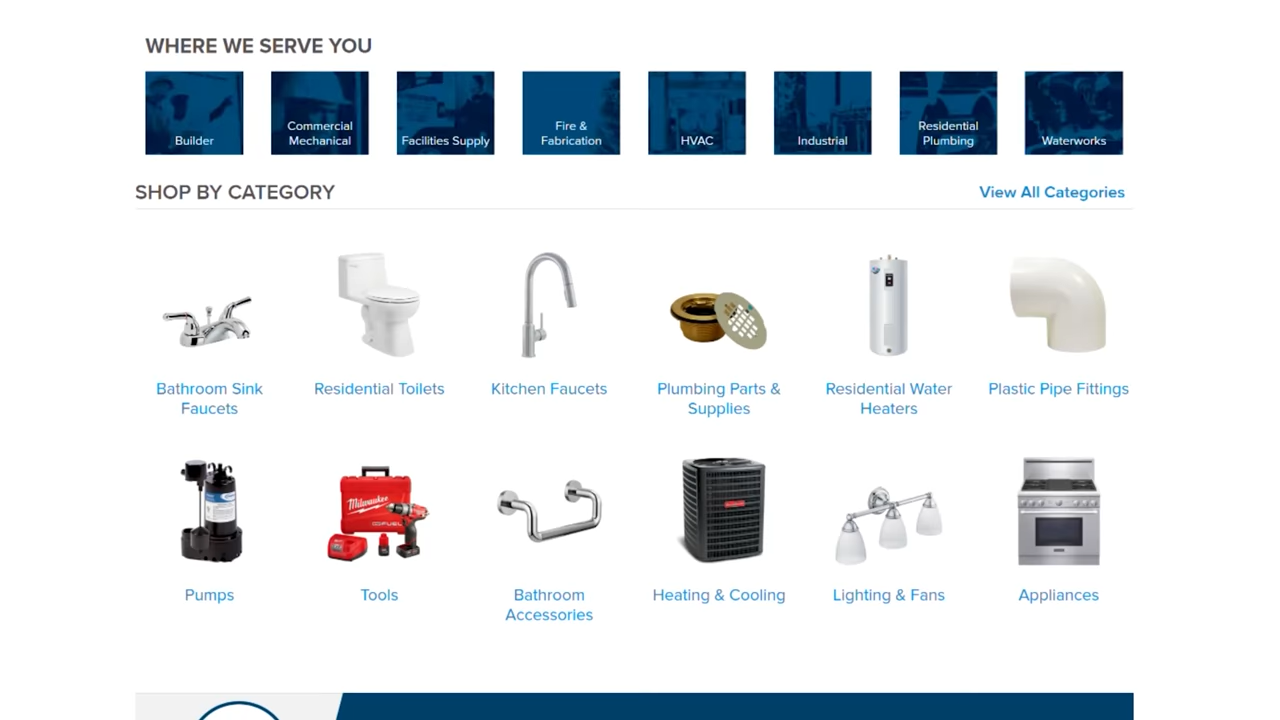 WHERE WE SERVE YOU
Builder
Commercial
Mechanical
Facilities Supply
Fire &
Fabrication
HVAC
Industrial
Residential
Plumbing
Waterworks
SHOP BY CATEGORY
View All Categories
Bathroom Sink
Faucets
Residential Toilets
Kitchen Faucets
Plumbing Parts &
Supplies
Residential Water
Heaters
Plastic Pipe Fittings
Milwaukee
FUEL
Pumps
Tools
Bathroom
Accessories
Heating & Cooling
Lighting & Fans
Appliances